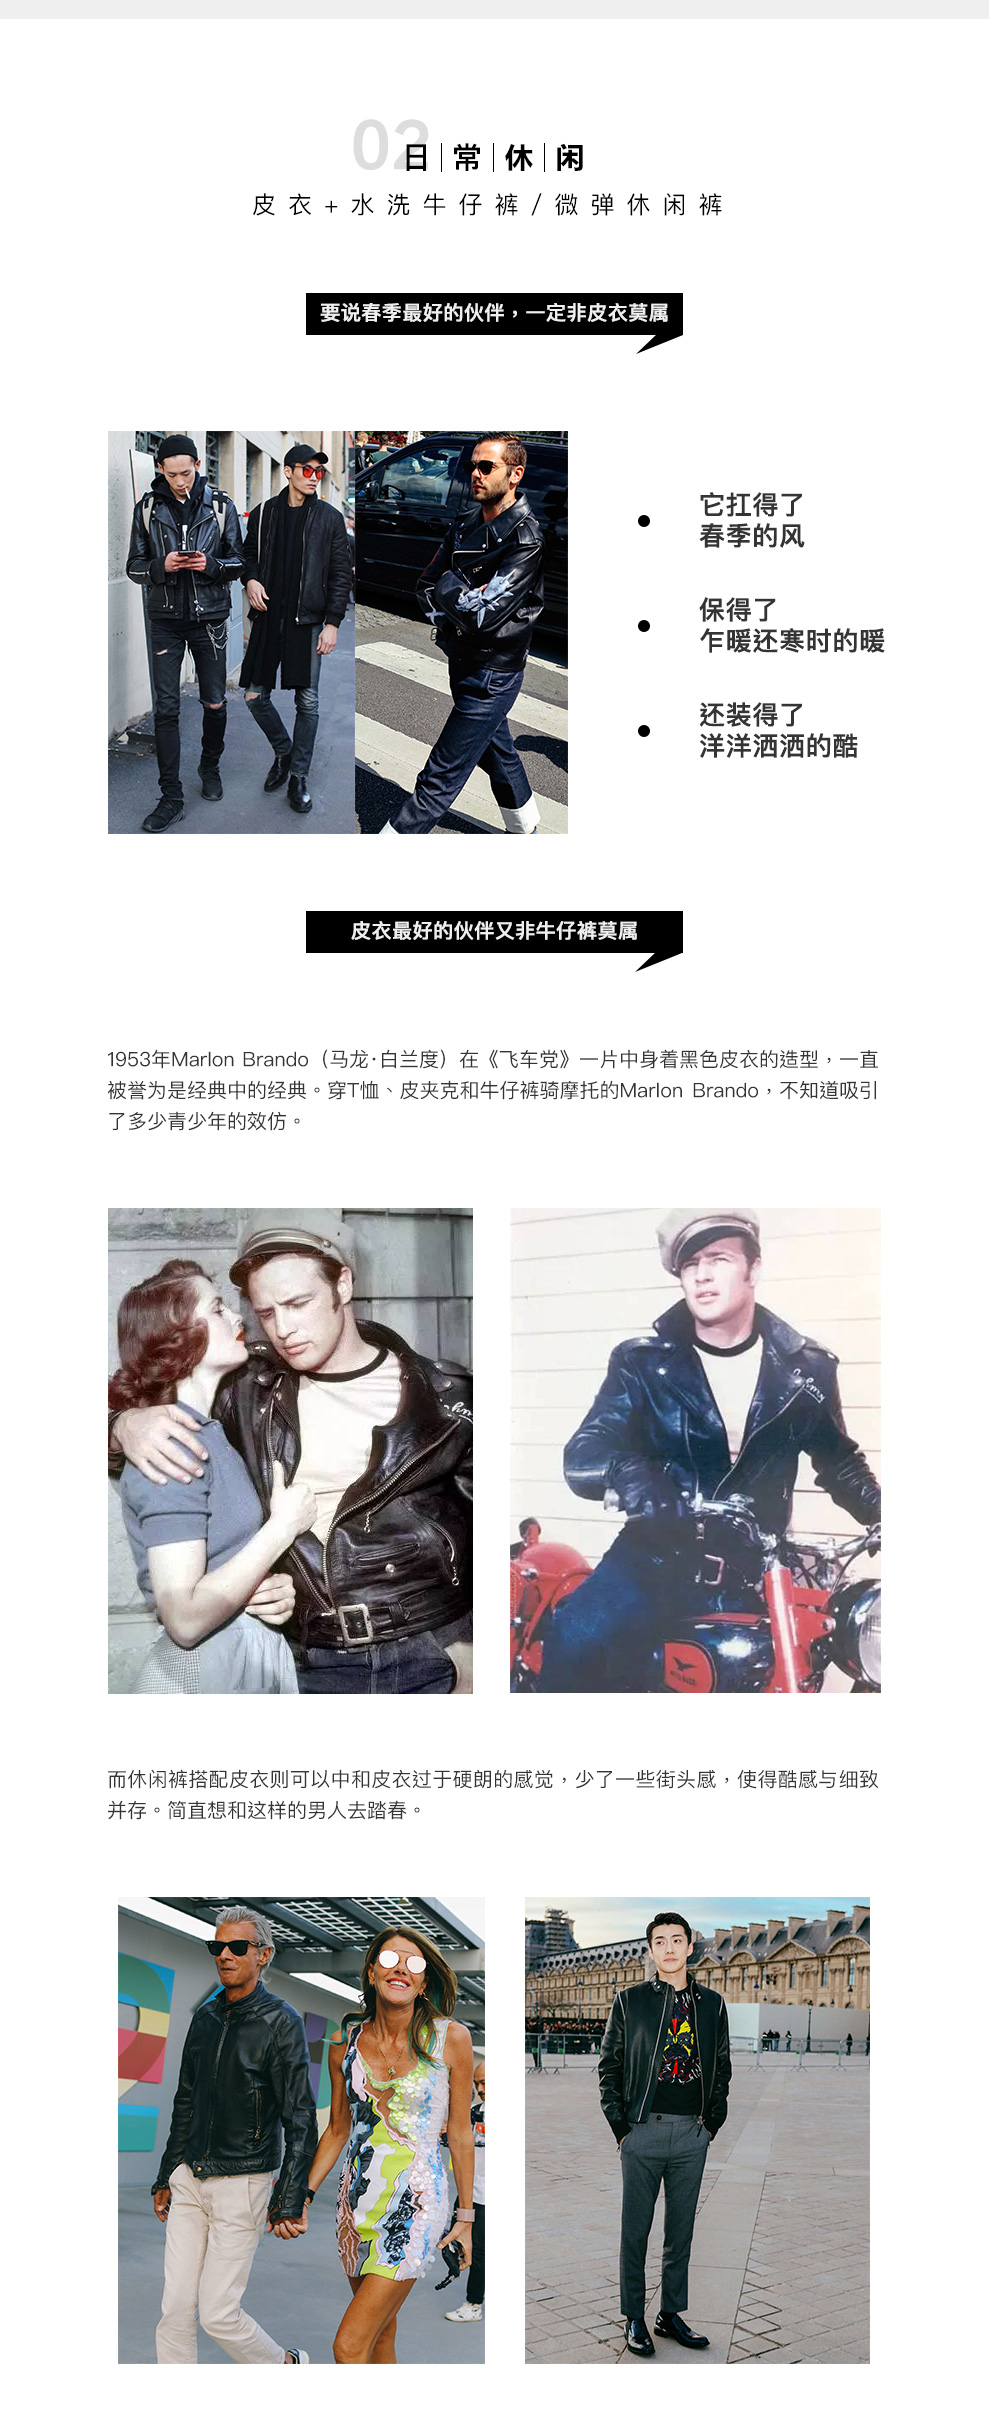 02
日常休闲
皮衣+水洗牛仔裤/微弹休闲裤
要说春季最好的伙伴，一定非皮衣莫属
它扛得了
春季的风
保得了
乍暖还寒时的暖
还装得了
洋洋洒洒的酷
皮衣最好的伙伴又非牛仔裤莫属
1953年Marlon Brando（马龙·白兰度）在《飞车党》一片中身着黑色皮衣的造型，一直
被誉为是经典中的经典。穿T恤、皮夹克和牛仔裤骑摩托的Marlon Brando，不知道吸引
了多少青少年的效仿。
而休闲裤搭配皮衣则可以中和皮衣过于硬朗的感觉，少了一些街头感，使得酷感与细致
并存。简直想和这样的男人去踏春。